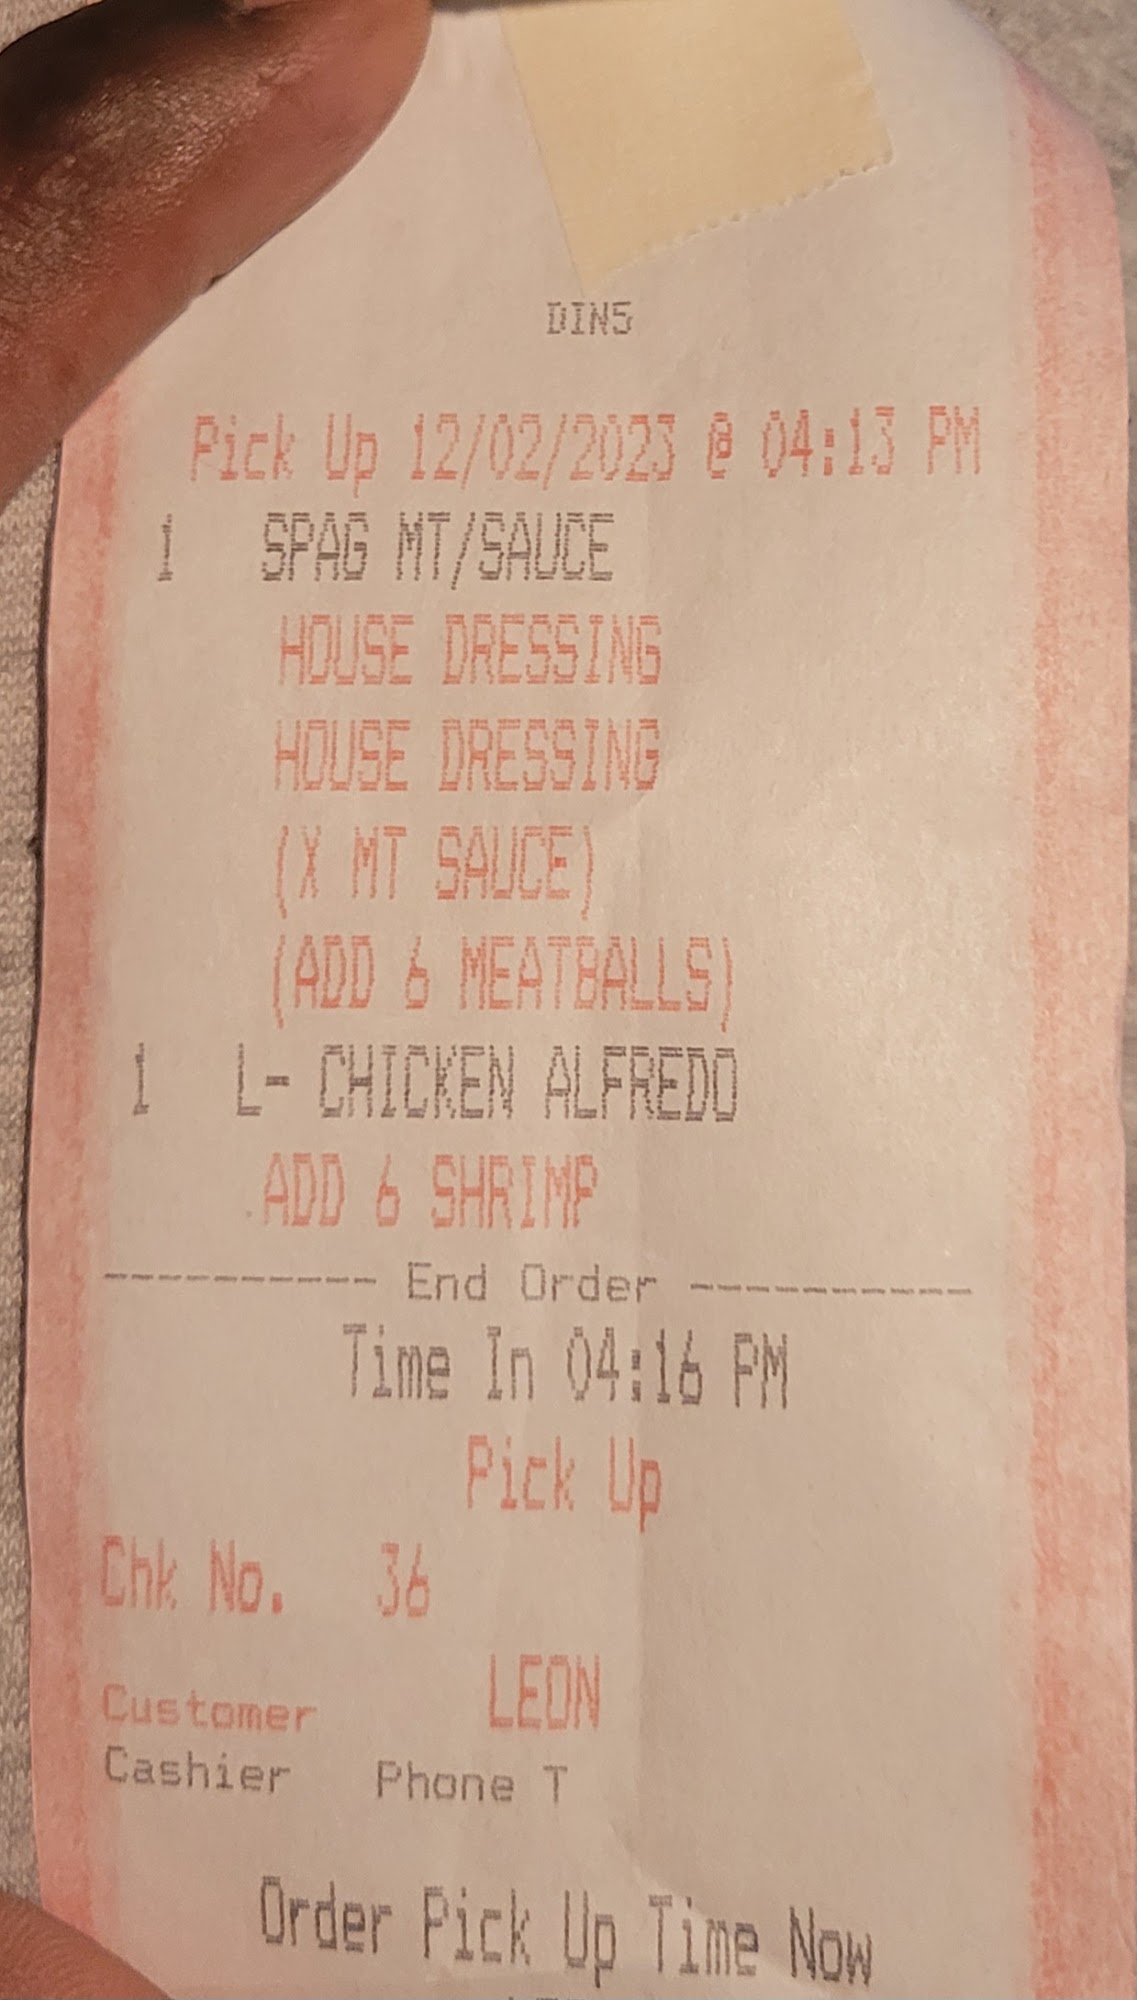 DIN5
Pick Up 12/02/2023 @ 04:13 PM
1 SPAG MT/SAUCE
HOUSE DRESSING
HOUSE DRESSING
(X MT SAUCE)
(ADD 6 MEATBALLS)
1 L- CHICKEN ALFREDO
ADD 6 SHRIMP
---------- End Order ----------
Time In 04:16 PM
Pick Up
Chk No. 36
Customer LEON
Cashier Phone T
Order Pick Up Time Now